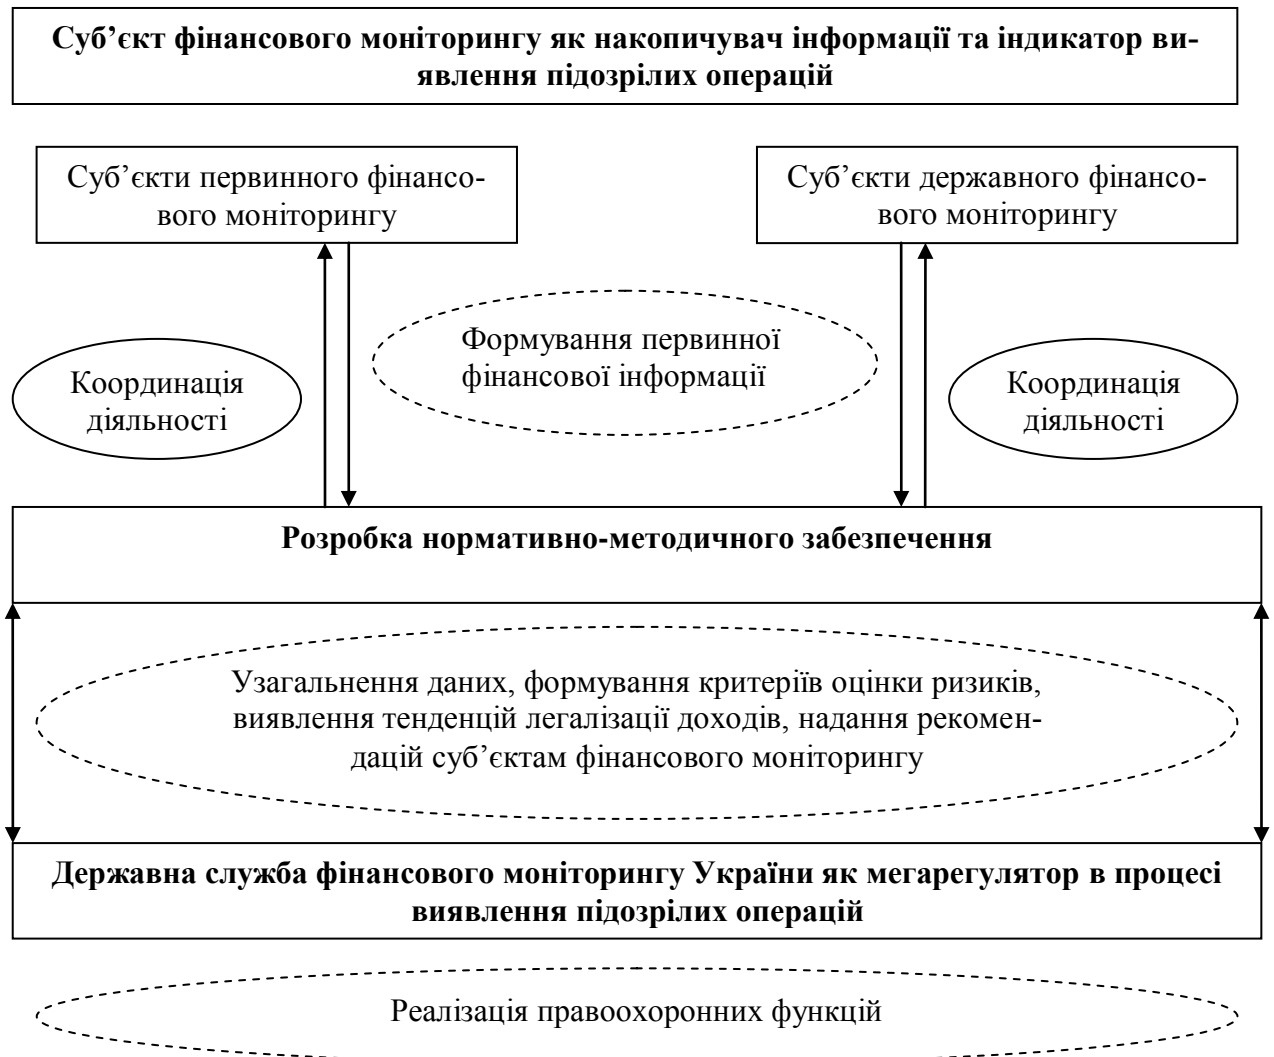 Суб’єкт фінансового моніторингу як накопичувач інформації та індикатор ви-
явлення підозрілих операцій
Суб’єкти первинного фінансо-
вого моніторингу
Суб’єкти державного фінансо-
вого моніторингу
Формування первинної
фінансової інформації
Координація
діяльності
Координація
діяльності
Розробка нормативно-методичного забезпечення
Узагальнення даних, формування критеріїв оцінки ризиків,
виявлення тенденцій легалізації доходів, надання рекомен-
дацій суб’єктам фінансового моніторингу
Державна служба фінансового моніторингу України як мегарегулятор в процесі
виявлення підозрілих операцій
Реалізація правоохоронних функцій